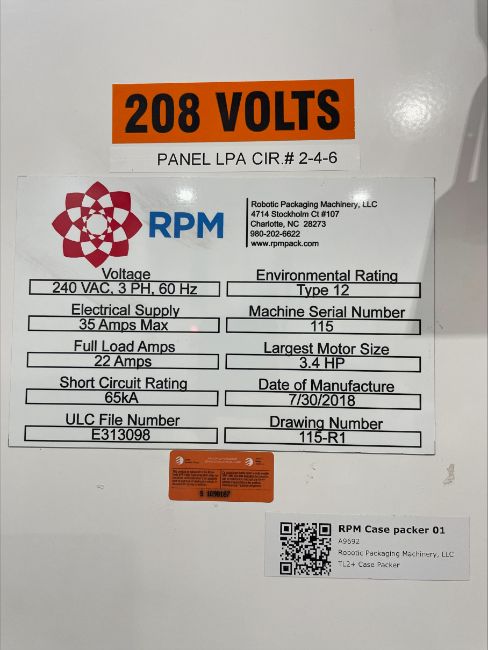 208 VOLTS
PANEL LPA CIR.# 2-4-6
RPM
Robotic Packaging Machinery, LLC
4714 Stockholm Ct #107
Charlotte, NC 28273
980-202-6622
www.rpmpack.com
Voltage
240 VAC, 3 PH, 60 Hz
Electrical Supply
35 Amps Max
Full Load Amps
22 Amps
Short Circuit Rating
65kA
ULC File Number
E313098
Environmental Rating
Type 12
Machine Serial Number
115
Largest Motor Size
3.4 HP
Date of Manufacture
7/30/2018
Drawing Number
115-R1
RPM Case packer 01
A9692
Robotic Packaging Machinery, LLC
TL2+ Case Packer